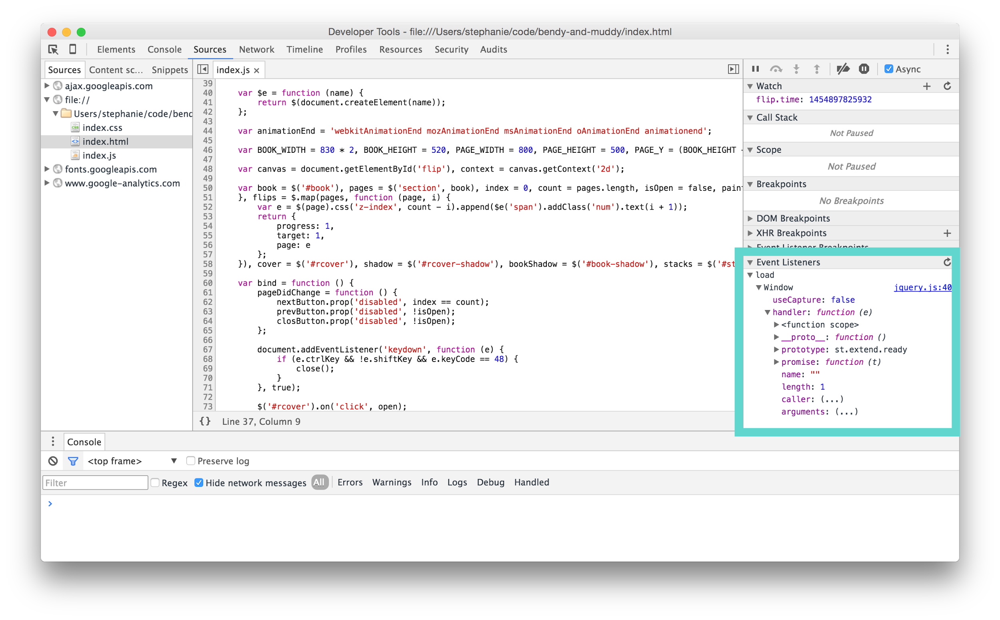 Developer Tools - file:///Users/stephanie/code/bendy-and-muddy/index.html
Elements Console Sources Network Timeline Profiles Resources Security Audits
Sources Content sc... Snippets
ajax.googleapis.com
file://
Users/stephanie/code/bend
index.css
index.html
index.js
fonts.googleapis.com
www.google-analytics.com
index.js ×
39
40 var $e = function (name) {
41 return $(document.createElement(name));
42 };
43
44 var animationEnd = 'webkitAnimationEnd mozAnimationEnd msAnimationEnd oAnimationEnd animationend';
45
46 var BOOK_WIDTH = 830 * 2, BOOK_HEIGHT = 520, PAGE_WIDTH = 800, PAGE_HEIGHT = 500, PAGE_Y = (BOOK_HEIGHT -
47
48 var canvas = document.getElementById('flip'), context = canvas.getContext('2d');
49
50 var book = $('#book'), pages = $('section', book), index = 0, count = pages.length, isOpen = false, pain
51 }, flips = $.map(pages, function (page, i) {
52 var e = $(page).css('z-index', count - i).append($e('span').addClass('num').text(i + 1));
53 return {
54 progress: 1,
55 target: 1,
56 page: e
57 };
58 }), cover = $('#rcover'), shadow = $('#rcover-shadow'), bookShadow = $('#book-shadow'), stacks = $('#st
59
60 var bind = function () {
61 pageDidChange = function () {
62 nextButton.prop('disabled', index == count);
63 prevButton.prop('disabled', !isOpen);
64 closButton.prop('disabled', !isOpen);
65 };
66
67 document.addEventListener('keydown', function (e) {
68 if (e.ctrlKey && !e.shiftKey && e.keyCode == 48) {
69 close();
70 }
71 }, true);
72
73 $('#rcover').on('click', open);
{} Line 37, Column 9
Async
Watch
flip.time: 1454897825932
Call Stack
Not Paused
Scope
Not Paused
Breakpoints
No Breakpoints
DOM Breakpoints
XHR Breakpoints
Event Listener Breakpoints
Event Listeners
load
Window jquery.js:40
useCapture: false
handler: function (e)
<function scope>
__proto__: function ()
prototype: st.extend.ready
promise: function (t)
name: ""
length: 1
caller: (...)
arguments: (...)
Console
<top frame> Preserve log
Filter Regex Hide network messages All Errors Warnings Info Logs Debug Handled